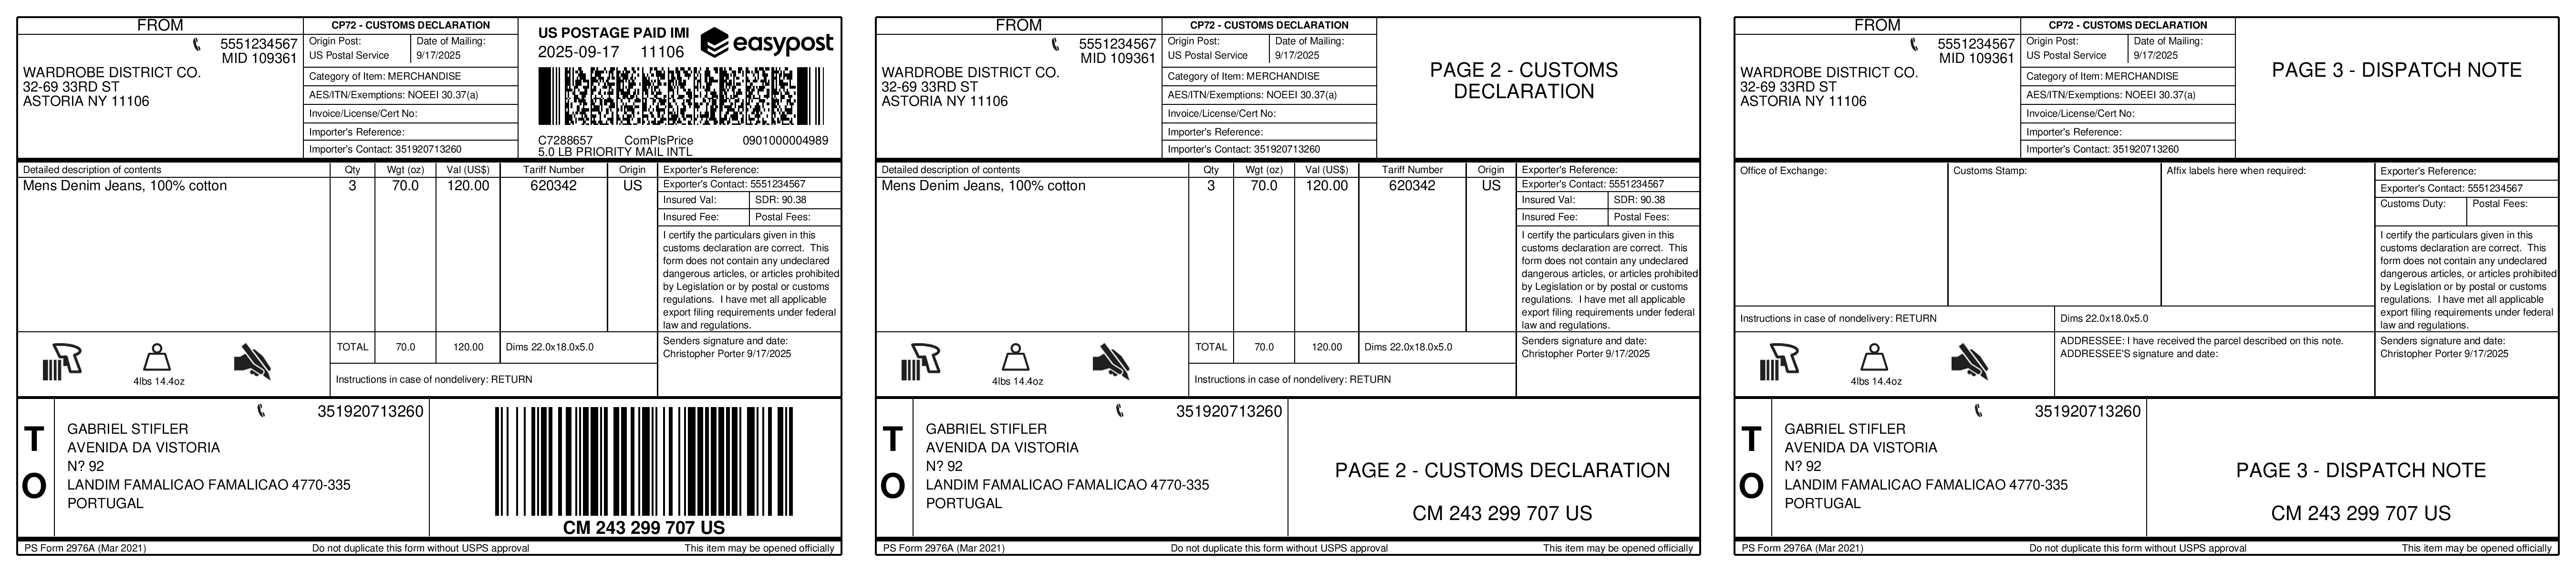 FROM
5551234567
MID 109361
WARDROBE DISTRICT CO.
32-69 33RD ST
ASTORIA NY 11106
CP72 - CUSTOMS DECLARATION
Origin Post:
US Postal Service
Date of Mailing:
9/17/2025
Category of Item: MERCHANDISE
AES/ITN/Exemptions: NOEEI 30.37(a)
Invoice/License/Cert No:
Importer's Reference:
Importer's Contact: 351920713260
US POSTAGE PAID IMI
2025-09-17 11106
easypost
C7288657 ComPlsPrice 0901000004989
5.0 LB PRIORITY MAIL INTL
Detailed description of contents Qty Wgt (oz) Val (US$) Tariff Number Origin
Mens Denim Jeans, 100% cotton 3 70.0 120.00 620342 US
Exporter's Reference:
Exporter's Contact: 5551234567
Insured Val: SDR: 90.38
Insured Fee: Postal Fees:
I certify the particulars given in this
customs declaration are correct. This
form does not contain any undeclared
dangerous articles, or articles prohibited
by Legislation or by postal or customs
regulations. I have met all applicable
export filing requirements under federal
law and regulations.
4lbs 14.4oz
TOTAL 70.0 120.00 Dims 22.0x18.0x5.0
Instructions in case of nondelivery: RETURN
Senders signature and date:
Christopher Porter 9/17/2025
TO
351920713260
GABRIEL STIFLER
AVENIDA DA VISTORIA
N? 92
LANDIM FAMALICAO FAMALICAO 4770-335
PORTUGAL
CM 243 299 707 US
PS Form 2976A (Mar 2021) Do not duplicate this form without USPS approval This item may be opened officially
FROM
5551234567
MID 109361
WARDROBE DISTRICT CO.
32-69 33RD ST
ASTORIA NY 11106
CP72 - CUSTOMS DECLARATION
Origin Post:
US Postal Service
Date of Mailing:
9/17/2025
Category of Item: MERCHANDISE
AES/ITN/Exemptions: NOEEI 30.37(a)
Invoice/License/Cert No:
Importer's Reference:
Importer's Contact: 351920713260
PAGE 2 - CUSTOMS
DECLARATION
Detailed description of contents Qty Wgt (oz) Val (US$) Tariff Number Origin
Mens Denim Jeans, 100% cotton 3 70.0 120.00 620342 US
Exporter's Reference:
Exporter's Contact: 5551234567
Insured Val: SDR: 90.38
Insured Fee: Postal Fees:
I certify the particulars given in this
customs declaration are correct. This
form does not contain any undeclared
dangerous articles, or articles prohibited
by Legislation or by postal or customs
regulations. I have met all applicable
export filing requirements under federal
law and regulations.
4lbs 14.4oz
TOTAL 70.0 120.00 Dims 22.0x18.0x5.0
Instructions in case of nondelivery: RETURN
Senders signature and date:
Christopher Porter 9/17/2025
TO
351920713260
GABRIEL STIFLER
AVENIDA DA VISTORIA
N? 92
LANDIM FAMALICAO FAMALICAO 4770-335
PORTUGAL
PAGE 2 - CUSTOMS DECLARATION
CM 243 299 707 US
PS Form 2976A (Mar 2021) Do not duplicate this form without USPS approval This item may be opened officially
FROM
5551234567
MID 109361
WARDROBE DISTRICT CO.
32-69 33RD ST
ASTORIA NY 11106
CP72 - CUSTOMS DECLARATION
Origin Post:
US Postal Service
Date of Mailing:
9/17/2025
Category of Item: MERCHANDISE
AES/ITN/Exemptions: NOEEI 30.37(a)
Invoice/License/Cert No:
Importer's Reference:
Importer's Contact: 351920713260
PAGE 3 - DISPATCH NOTE
Office of Exchange: Customs Stamp: Affix labels here when required:
Exporter's Reference:
Exporter's Contact: 5551234567
Customs Duty: Postal Fees:
I certify the particulars given in this
customs declaration are correct. This
form does not contain any undeclared
dangerous articles, or articles prohibited
by Legislation or by postal or customs
regulations. I have met all applicable
export filing requirements under federal
law and regulations.
Instructions in case of nondelivery: RETURN Dims 22.0x18.0x5.0
4lbs 14.4oz
ADDRESSEE: I have received the parcel described on this note.
ADDRESSEE'S signature and date:
Senders signature and date:
Christopher Porter 9/17/2025
TO
351920713260
GABRIEL STIFLER
AVENIDA DA VISTORIA
N? 92
LANDIM FAMALICAO FAMALICAO 4770-335
PORTUGAL
PAGE 3 - DISPATCH NOTE
CM 243 299 707 US
PS Form 2976A (Mar 2021) Do not duplicate this form without USPS approval This item may be opened officially